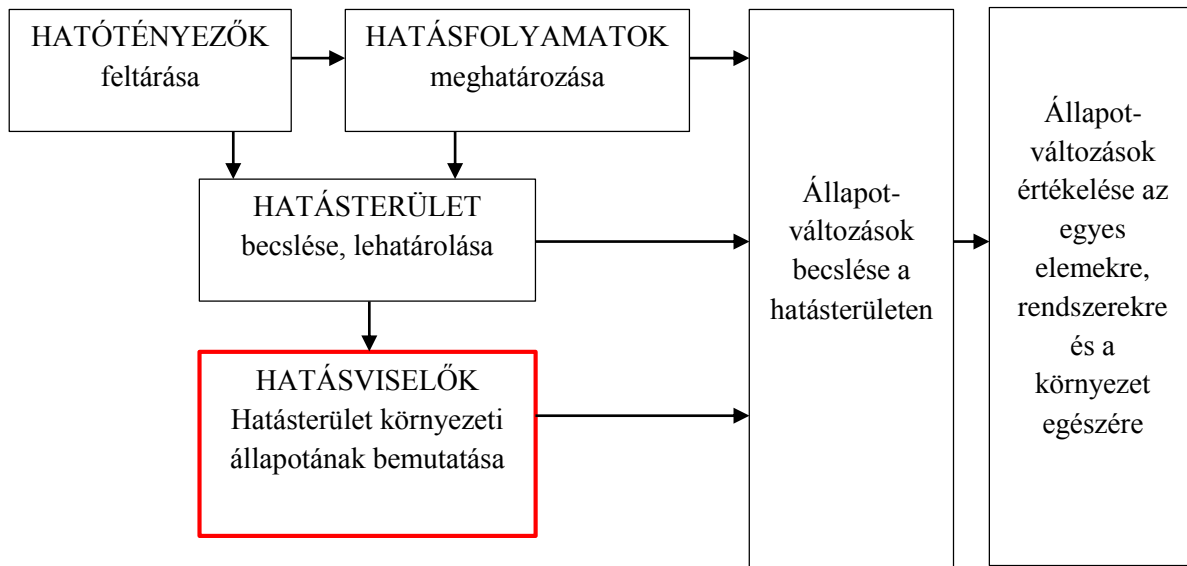 HATÓTÉNYEZŐK
feltárása
HATÁSFOLYAMATOK
meghatározása
HATÁSTERÜLET
becslése, lehatárolása
HATÁSVISELŐK
Hatásterület környezeti
állapotának bemutatása
Állapot-
változások
becslése a
hatásterületen
Állapot-
változások
értékelése az
egyes
elemekre,
rendszerekre
és a
környezet
egészére